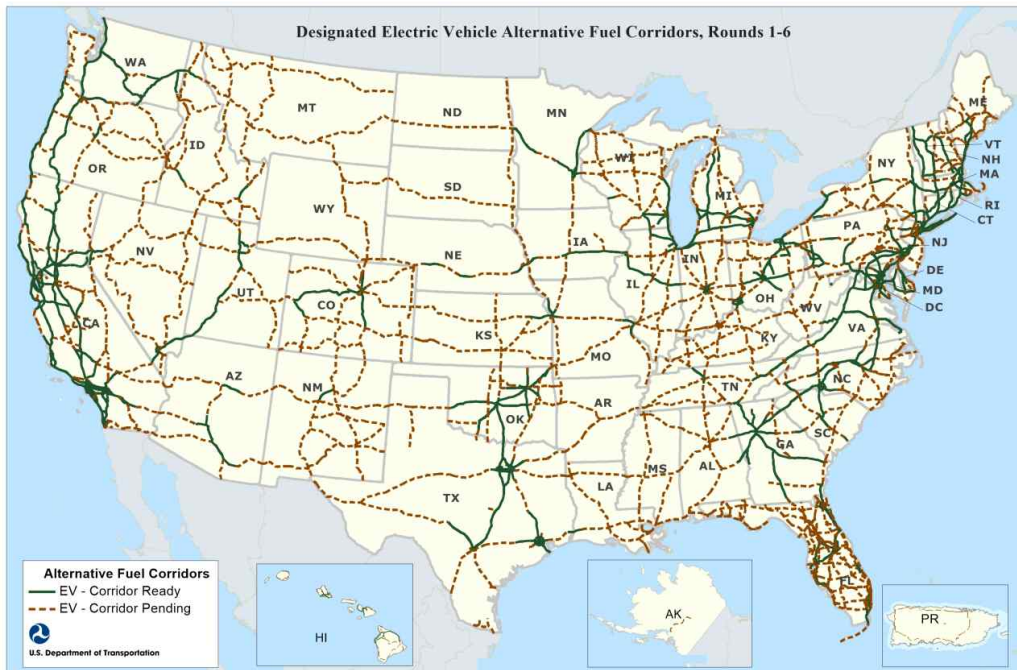 Designated Electric Vehicle Alternative Fuel Corridors, Rounds 1-6
WA
MT
ND
MN
ME
VT
NH
MA
RI
CT
OR
ID
WI
NY
MI
SD
WY
PA
NJ
IA
NE
NV
UT
CO
IL
IN
OH
DE
MD
DC
WV
VA
KS
MO
KY
CA
AZ
NM
OK
AR
TN
NC
SC
GA
AL
MS
LA
TX
FL
Alternative Fuel Corridors
EV - Corridor Ready
EV - Corridor Pending
U.S. Department of Transportation
HI
AK
PR